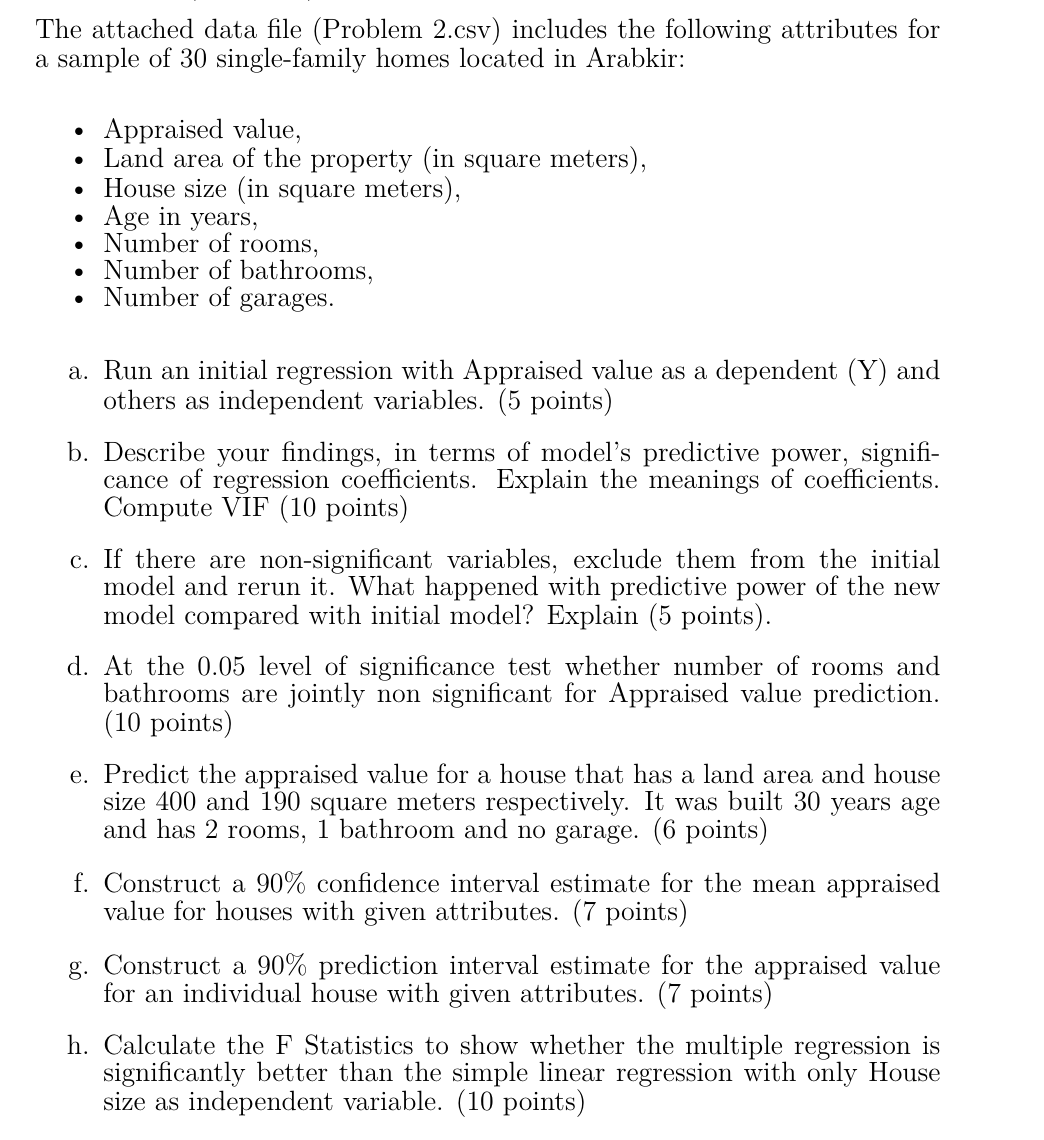 The attached data file (Problem 2.csv) includes the following attributes for
a sample of 30 single-family homes located in Arabkir:
• Appraised value,
• Land area of the property (in square meters),
• House size (in square meters),
• Age in years,
• Number of rooms,
• Number of bathrooms,
• Number of garages.
a. Run an initial regression with Appraised value as a dependent (Y) and
others as independent variables. (5 points)
b. Describe your findings, in terms of model's predictive power, signifi-
cance of regression coefficients. Explain the meanings of coefficients.
Compute VIF (10 points)
c. If there are non-significant variables, exclude them from the initial
model and rerun it. What happened with predictive power of the new
model compared with initial model? Explain (5 points).
d. At the 0.05 level of significance test whether number of rooms and
bathrooms are jointly non significant for Appraised value prediction.
(10 points)
e. Predict the appraised value for a house that has a land area and house
size 400 and 190 square meters respectively. It was built 30 years age
and has 2 rooms, 1 bathroom and no garage. (6 points)
f. Construct a 90% confidence interval estimate for the mean appraised
value for houses with given attributes. (7 points)
g. Construct a 90% prediction interval estimate for the appraised value
for an individual house with given attributes. (7 points)
h. Calculate the F Statistics to show whether the multiple regression is
significantly better than the simple linear regression with only House
size as independent variable. (10 points)